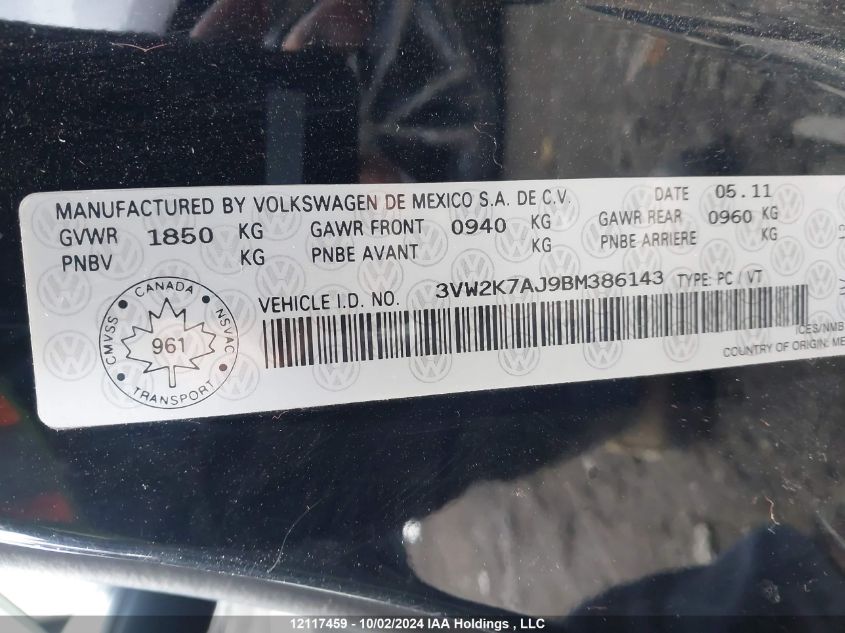 MANUFACTURED BY VOLKSWAGEN DE MEXICO S.A. DE C.V. DATE 05.11
GVWR 1850 KG GAWR FRONT 0940 KG GAWR REAR 0960 KG
PNBV KG PNBE AVANT KG PNBE ARRIERE KG
VEHICLE I.D. NO. 3VW2K7AJ9BM386143 TYPE: PC / VT
CANADA
CMVSS
961
NSVAC
TRANSPORT
ICES/NMB
COUNTRY OF ORIGIN: ME
12117459 - 10/02/2024 IAA Holdings , LLC